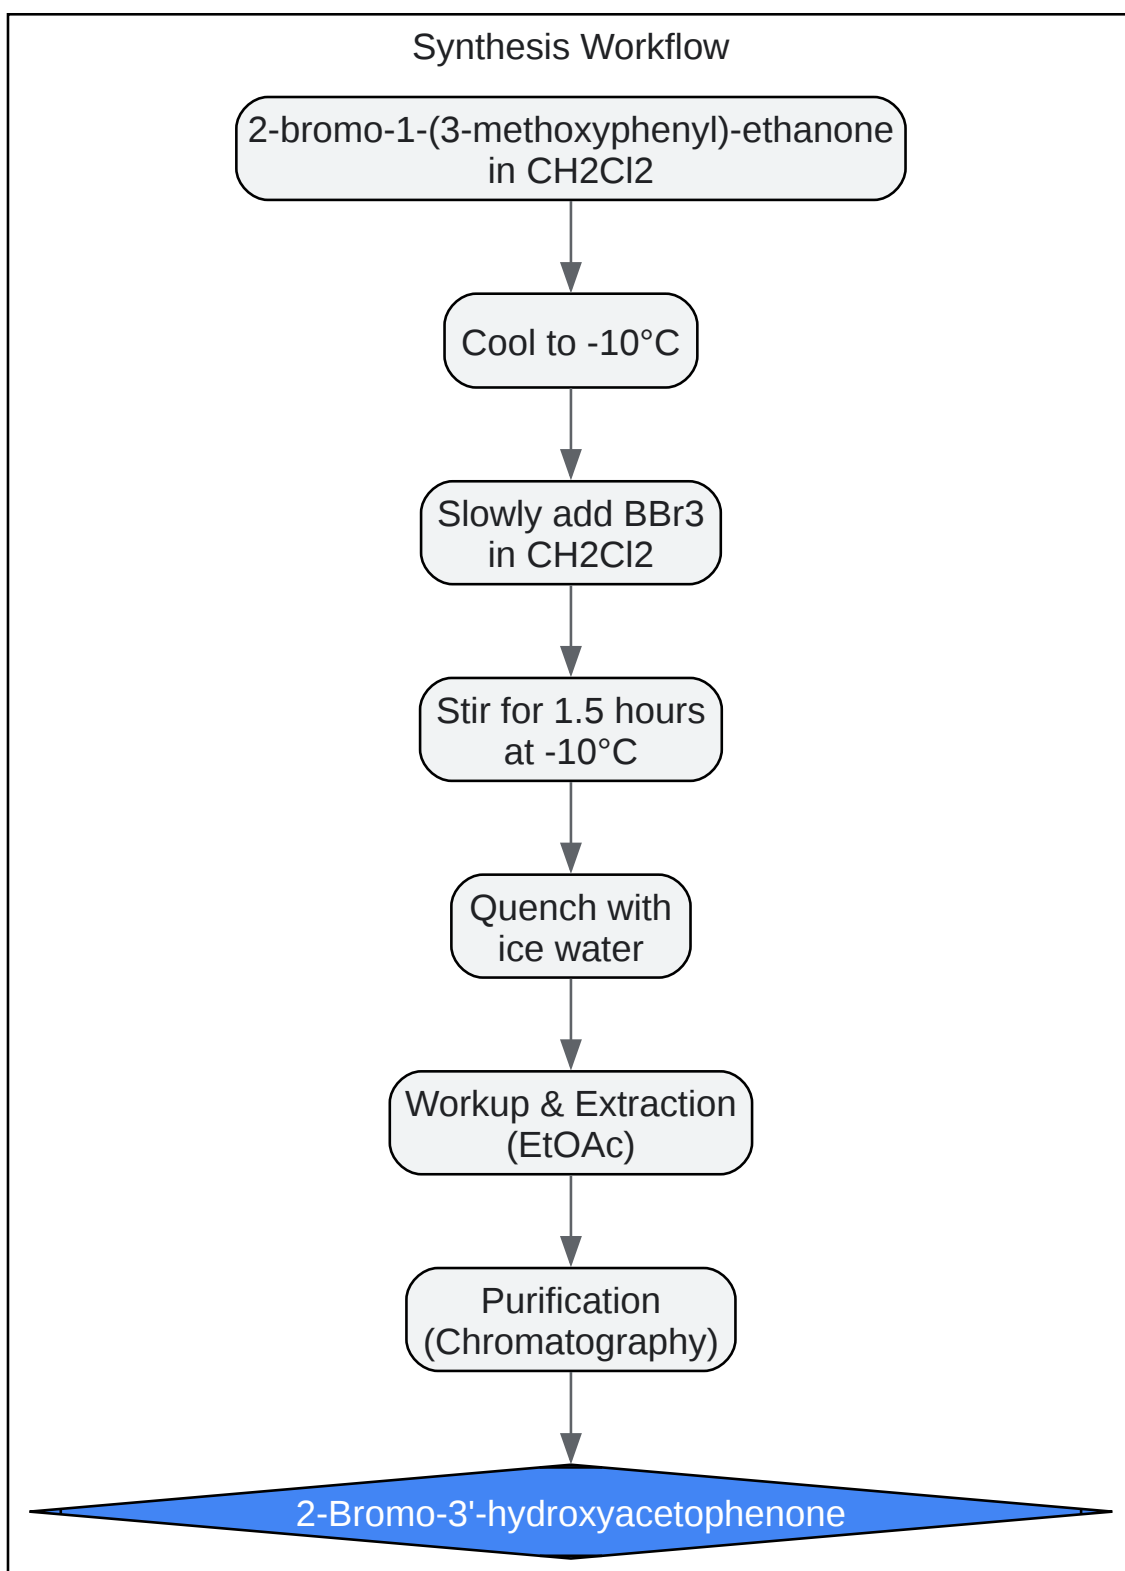 Synthesis Workflow
2-bromo-1-(3-methoxyphenyl)-ethanone
in CH2Cl2
Cool to -10°C
Slowly add BBr3
in CH2Cl2
Stir for 1.5 hours
at -10°C
Quench with
ice water
Workup & Extraction
(EtOAc)
Purification
(Chromatography)
2-Bromo-3'-hydroxyacetophenone